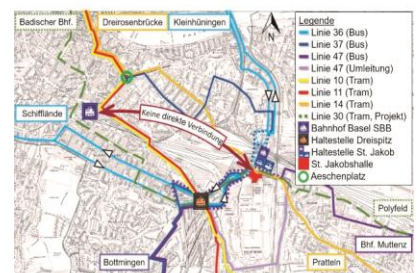 Badischer Bhf.
Dreirosenbrücke
Kleinhüningen
Schifflände
Keine direkte Verbindung
Bottmingen
Pratteln
Polyfeld
Bhf. Muttenz
Legende
Linie 36 (Bus)
Linie 37 (Bus)
Linie 47 (Bus)
Linie 47 (Umleitung)
Linie 10 (Tram)
Linie 11 (Tram)
Linie 14 (Tram)
Linie 30 (Tram, Projekt)
Bahnhof Basel SBB
Haltestelle Dreispitz
Haltestelle St. Jakob
St. Jakobshalle
Aeschenplatz